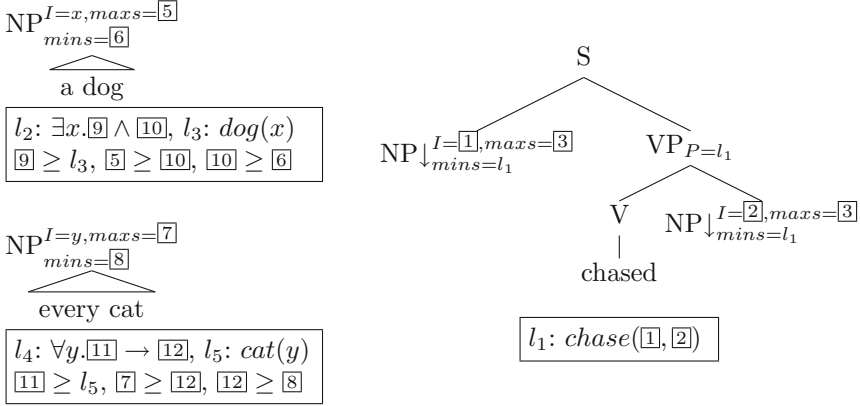 NP^{I=x,maxs=[5]}_{mins=[6]}
a dog
l₂: ∃x.[9] ∧ [10], l₃: dog(x)
[9] ≥ l₃, [5] ≥ [10], [10] ≥ [6]
NP^{I=y,maxs=[7]}_{mins=[8]}
every cat
l₄: ∀y.[11] → [12], l₅: cat(y)
[11] ≥ l₅, [7] ≥ [12], [12] ≥ [8]
S
NP↓^{I=[1],maxs=[3]}_{mins=l₁} VP_{P=l₁}
V NP↓^{I=[2],maxs=[3]}_{mins=l₁}
chased
l₁: chase([1], [2])